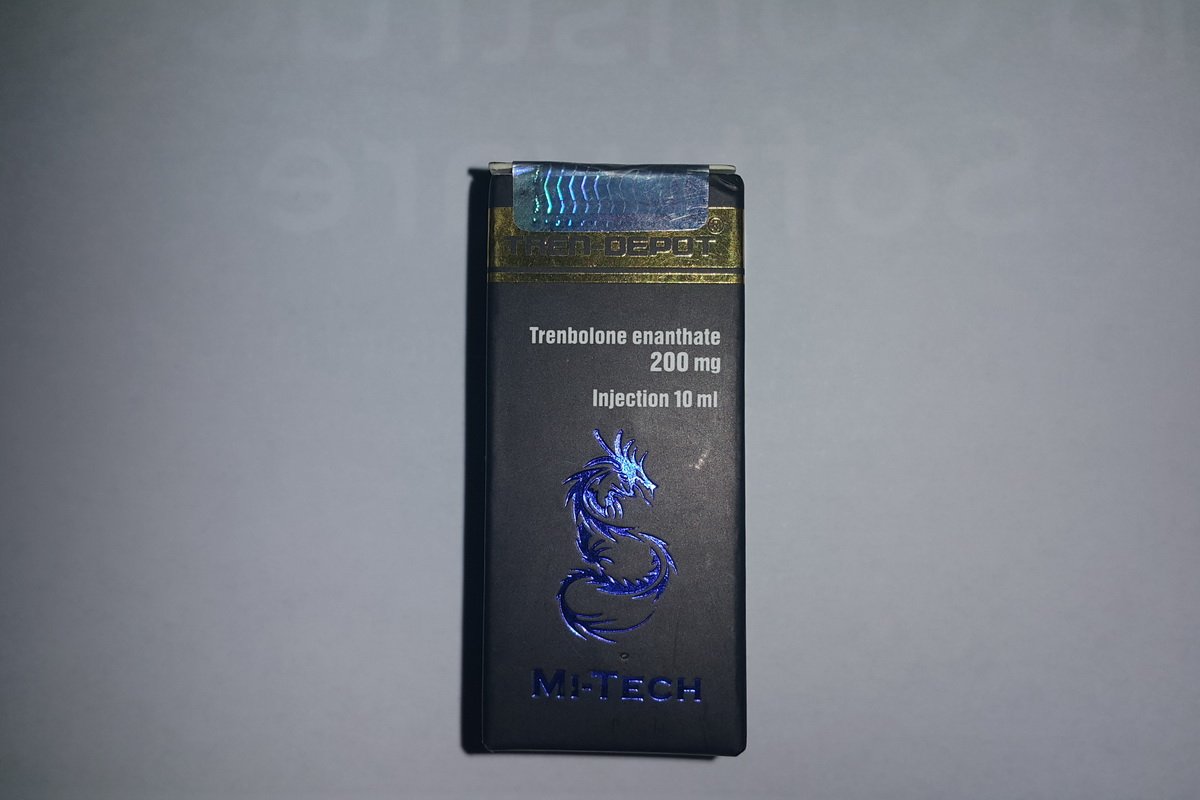 TREN DEPOT®
Trenbolone enanthate
200 mg
Injection 10 ml
MI-TECH